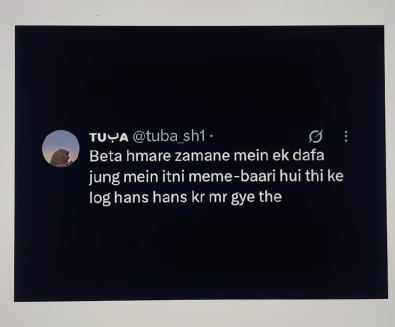 TUբA @tuba_sh1 ·
Beta hmare zamane mein ek dafa
jung mein itni meme-baari hui thi ke
log hans hans kr mr gye the